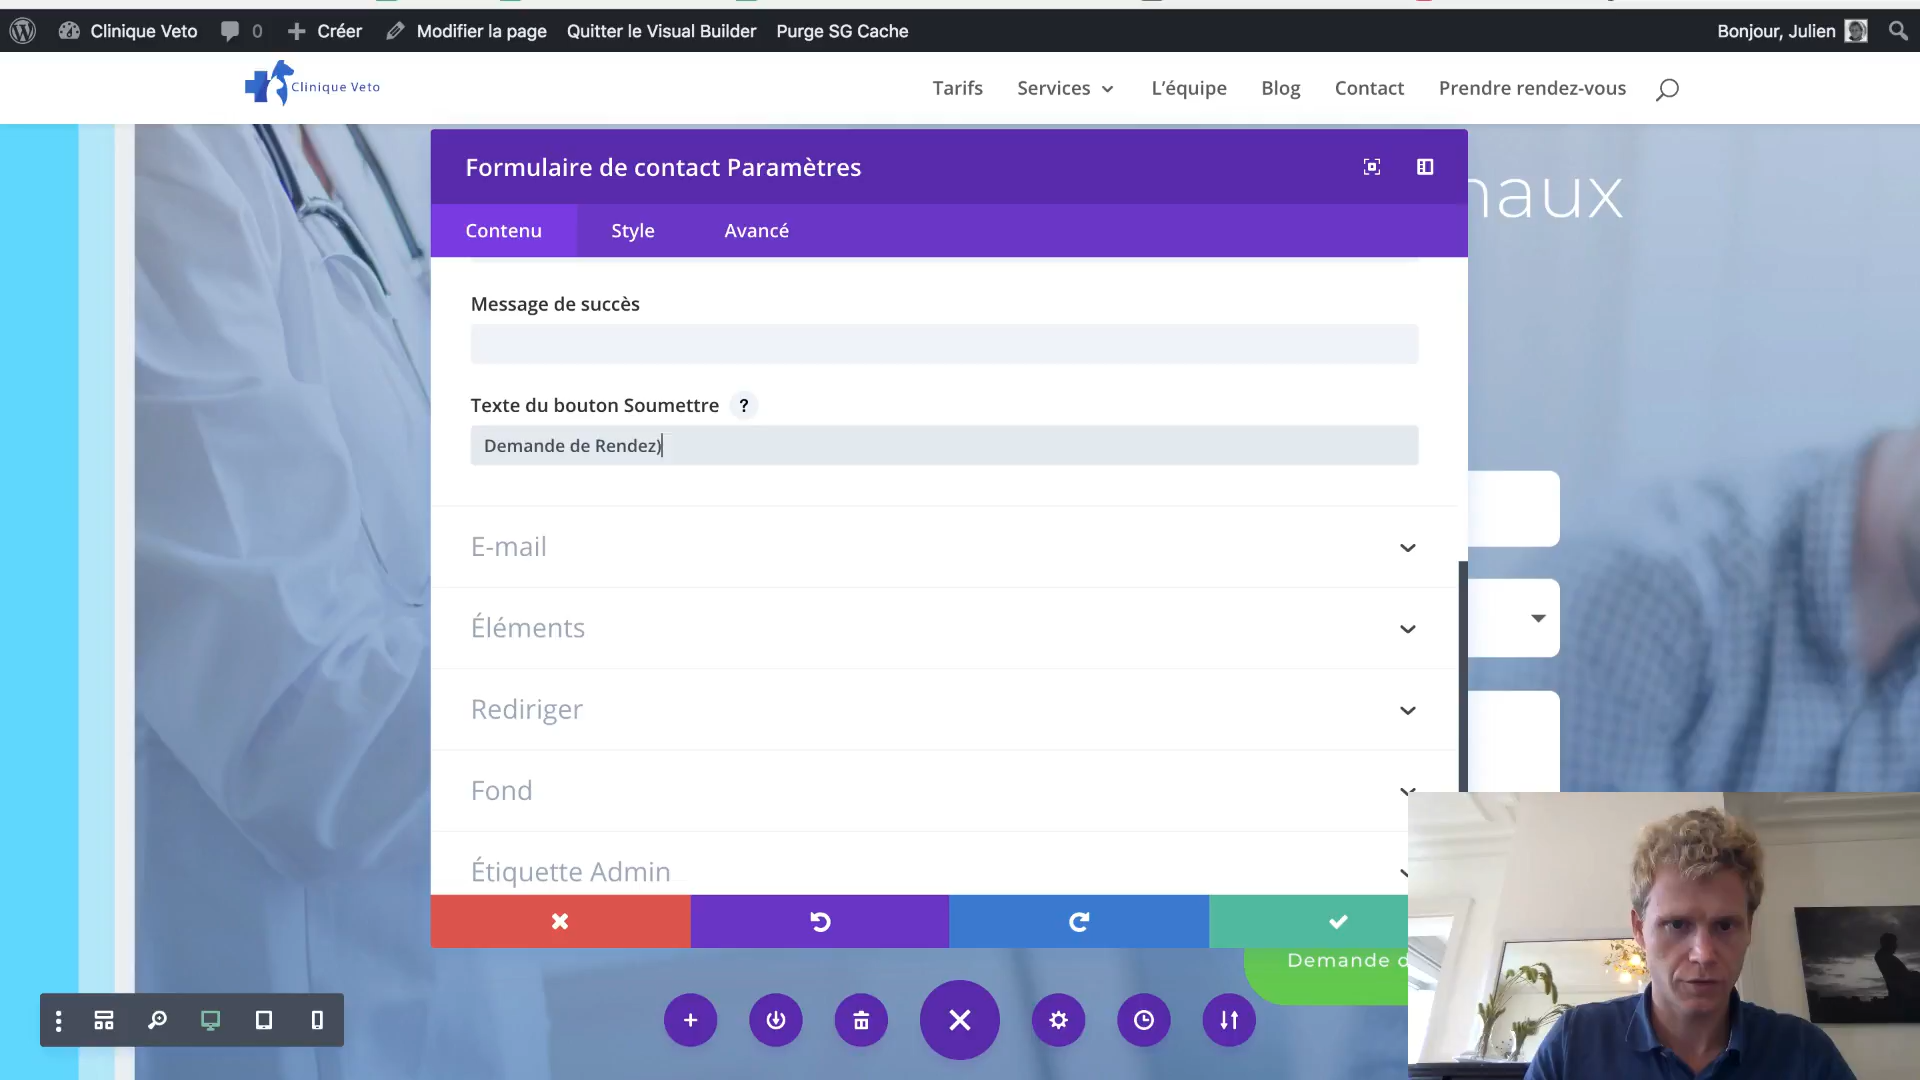 Clinique Veto
0
Créer
Modifier la page
Quitter le Visual Builder
Purge SG Cache
Bonjour, Julien
Clinique Veto
Tarifs
Services
L'équipe
Blog
Contact
Prendre rendez-vous
naux
Formulaire de contact Paramètres
Contenu
Style
Avancé
Message de succès
Texte du bouton Soumettre ?
Demande de Rendez)
E-mail
Éléments
Rediriger
Fond
Étiquette Admin
Demande d